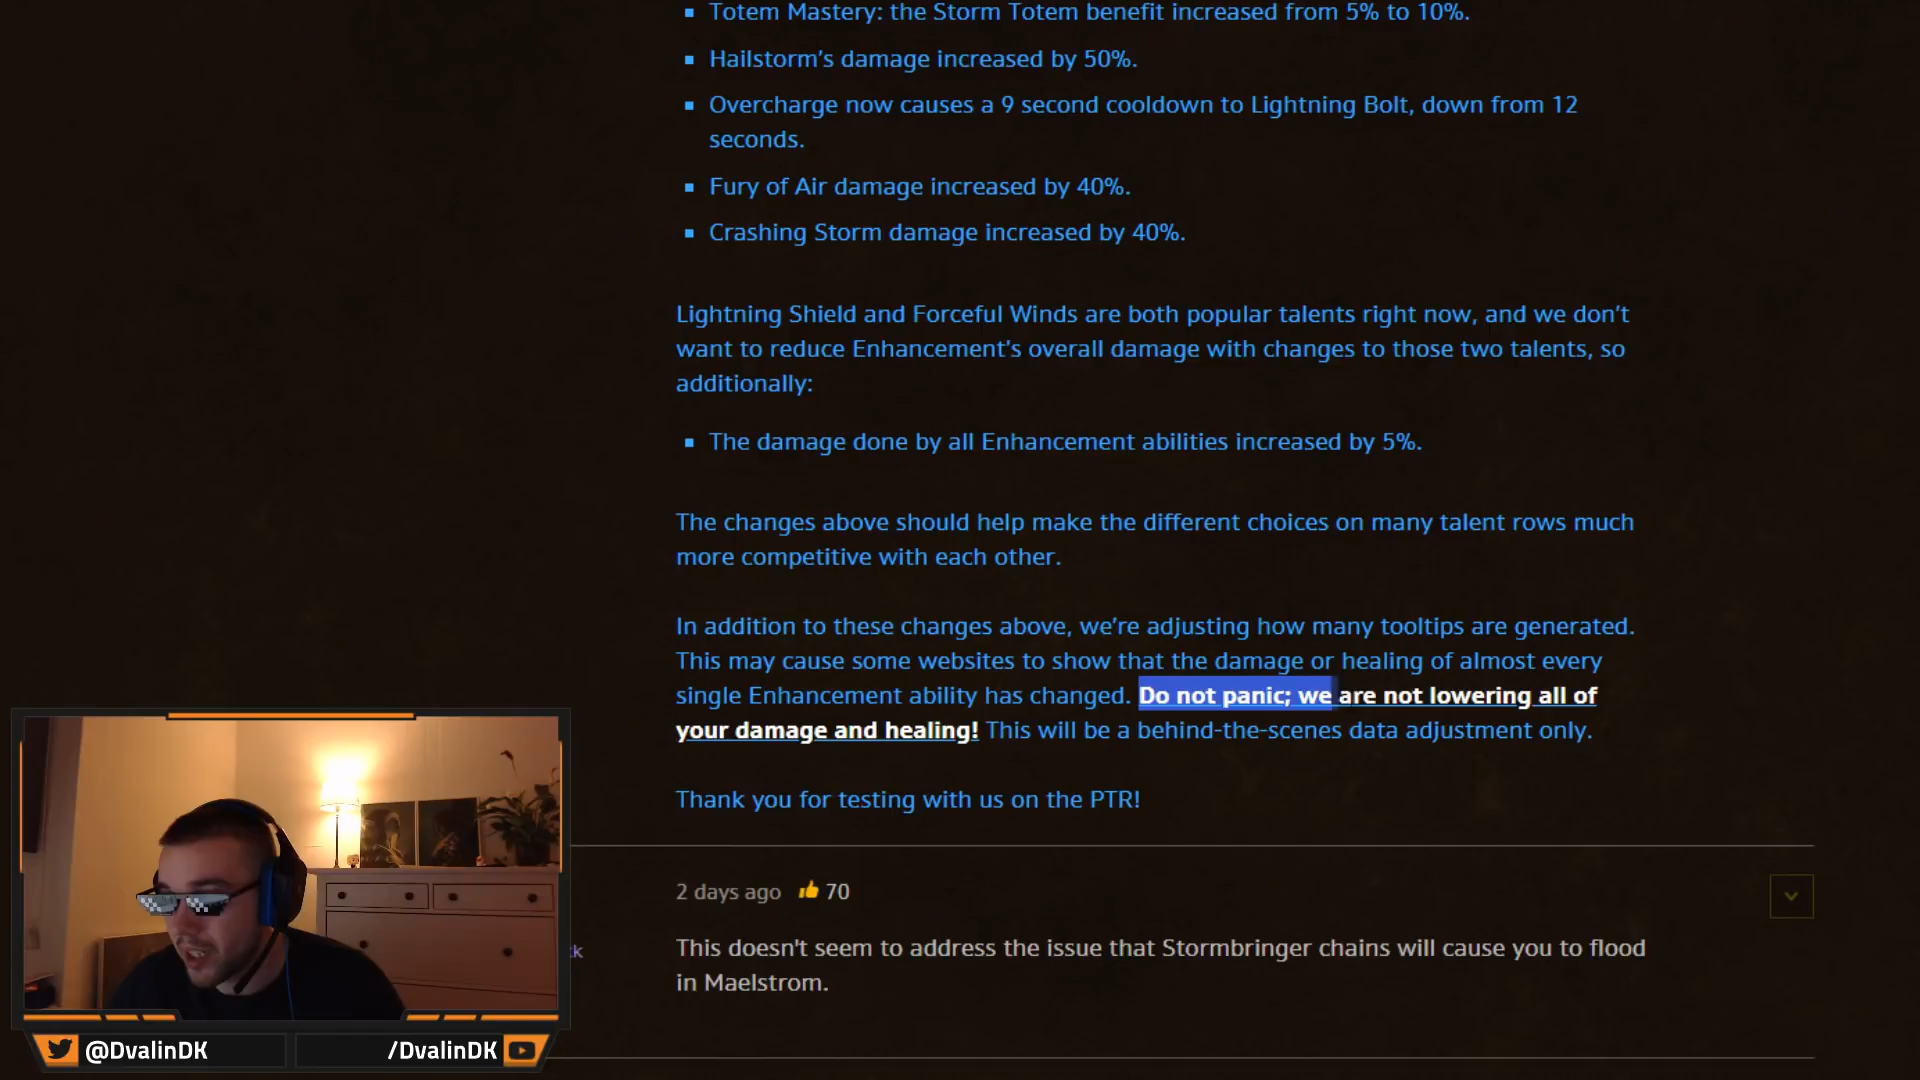 Totem Mastery: the Storm Totem benefit increased from 5% to 10%.
Hailstorm's damage increased by 50%.
Overcharge now causes a 9 second cooldown to Lightning Bolt, down from 12
seconds.
Fury of Air damage increased by 40%.
Crashing Storm damage increased by 40%.
Lightning Shield and Forceful Winds are both popular talents right now, and we don't
want to reduce Enhancement's overall damage with changes to those two talents, so
additionally:
The damage done by all Enhancement abilities increased by 5%.
The changes above should help make the different choices on many talent rows much
more competitive with each other.
In addition to these changes above, we're adjusting how many tooltips are generated.
This may cause some websites to show that the damage or healing of almost every
single Enhancement ability has changed. Do not panic; we are not lowering all of
your damage and healing! This will be a behind-the-scenes data adjustment only.
Thank you for testing with us on the PTR!
2 days ago 70
This doesn't seem to address the issue that Stormbringer chains will cause you to flood
in Maelstrom.
@DvalinDK
/DvalinDK